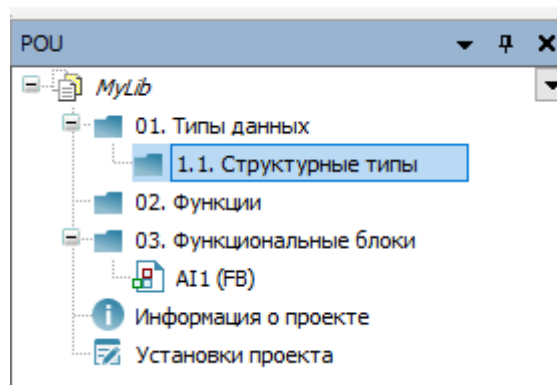 POU
MyLib
01. Типы данных
1.1. Структурные типы
02. Функции
03. Функциональные блоки
AI1 (FB)
Информация о проекте
Установки проекта